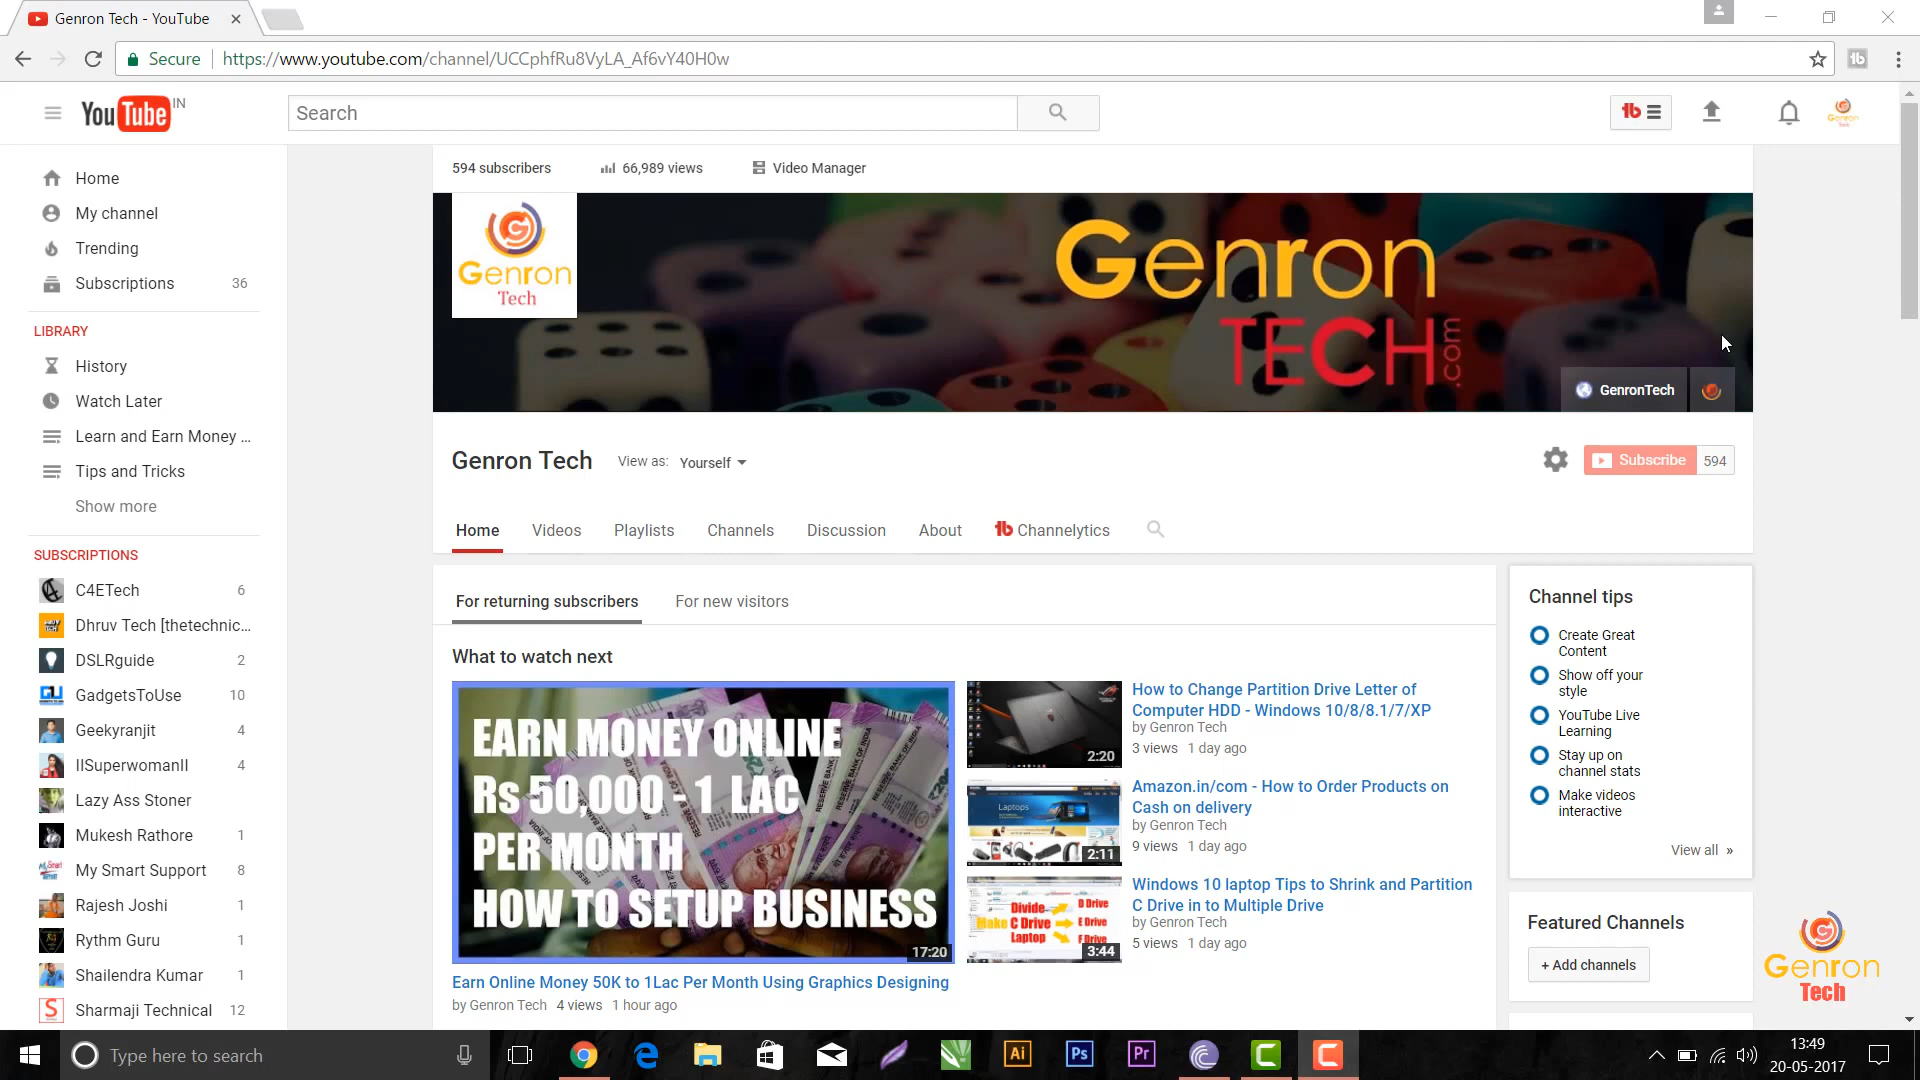 Genron Tech - YouTube
Secure
https://www.youtube.com/channel/UCCphfRu8VyLA_Af6vY40H0w
YouTube IN
Search
594 subscribers
66,989 views
Video Manager
Home
My channel
Trending
Subscriptions 36
LIBRARY
History
Watch Later
Learn and Earn Money ...
Tips and Tricks
Show more
SUBSCRIPTIONS
C4ETech 6
Dhruv Tech [thetechnic...
DSLRguide 2
GadgetsToUse 10
Geekyranjit 4
IISuperwomanII 4
Lazy Ass Stoner
Mukesh Rathore 1
My Smart Support 8
Rajesh Joshi 1
Rythm Guru 1
Shailendra Kumar 1
Sharmaji Technical 12
Genron
Tech
Genron
TECH.com
GenronTech
Genron Tech
View as: Yourself
Subscribe 594
Home
Videos
Playlists
Channels
Discussion
About
Channelytics
For returning subscribers
For new visitors
What to watch next
EARN MONEY ONLINE
Rs 50,000 - 1 LAC
PER MONTH
HOW TO SETUP BUSINESS
17:20
Earn Online Money 50K to 1Lac Per Month Using Graphics Designing
by Genron Tech 4 views 1 hour ago
2:20
How to Change Partition Drive Letter of
Computer HDD - Windows 10/8/8.1/7/XP
by Genron Tech
3 views 1 day ago
Laptops
2:11
Amazon.in/com - How to Order Products on
Cash on delivery
by Genron Tech
9 views 1 day ago
Divide
Make C Drive
Laptop
D Drive
E Drive
F Drive
3:44
Windows 10 laptop Tips to Shrink and Partition
C Drive in to Multiple Drive
by Genron Tech
5 views 1 day ago
Channel tips
Create Great
Content
Show off your
style
YouTube Live
Learning
Stay up on
channel stats
Make videos
interactive
View all »
Featured Channels
+ Add channels
Genron
Tech
Type here to search
Ai
Ps
Pr
13:49
20-05-2017